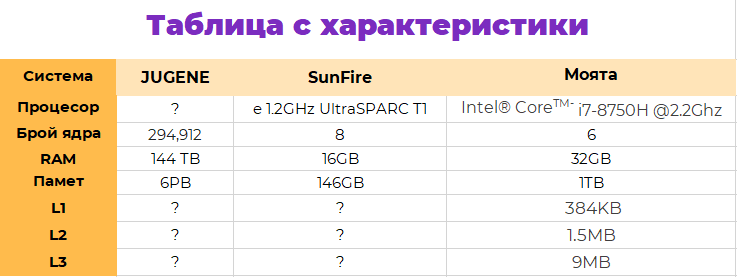 Таблица с характеристики
Система JUGENE SunFire Моята
Процесор ? е 1.2GHz UltraSPARC T1 Intel® Core™- i7-8750H @2.2Ghz
Брой ядра 294,912 8 6
RAM 144 TB 16GB 32GB
Памет 6PB 146GB 1TB
L1 ? ? 384KB
L2 ? ? 1.5MB
L3 ? ? 9MB